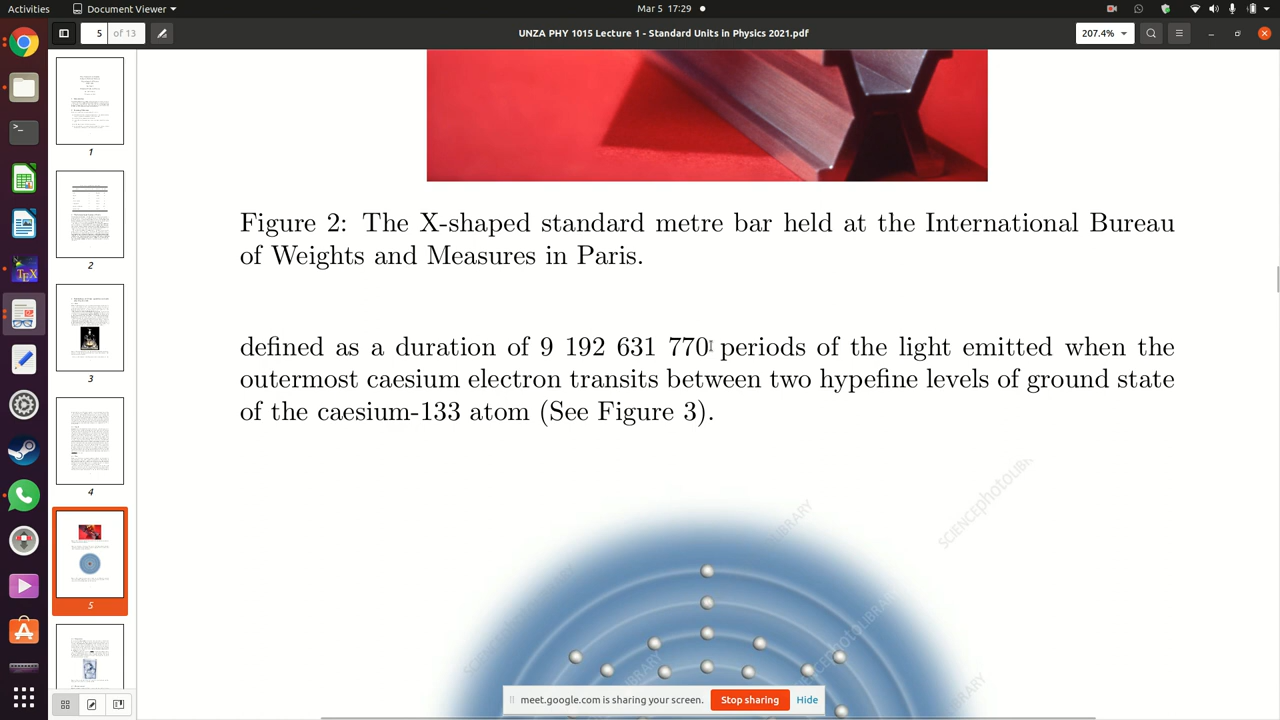 Activities
Document Viewer
Mar 5 17:29
5
of 13
UNZA PHY 1015 Lecture 1 - Standard Units in Physics 2021.pdf
207.4%
1
2
3
4
5
Figure 2: The X-shaped standard metre bar held at the International Bureau
of Weights and Measures in Paris.
defined as a duration of 9 192 631 770 periods of the light emitted when the
outermost caesium electron transits between two hypefine levels of ground state
of the caesium-133 atom (See Figure 3).
SCIENCEPHOTOLIBRARY
meet.google.com is sharing your screen.
Stop sharing
Hide